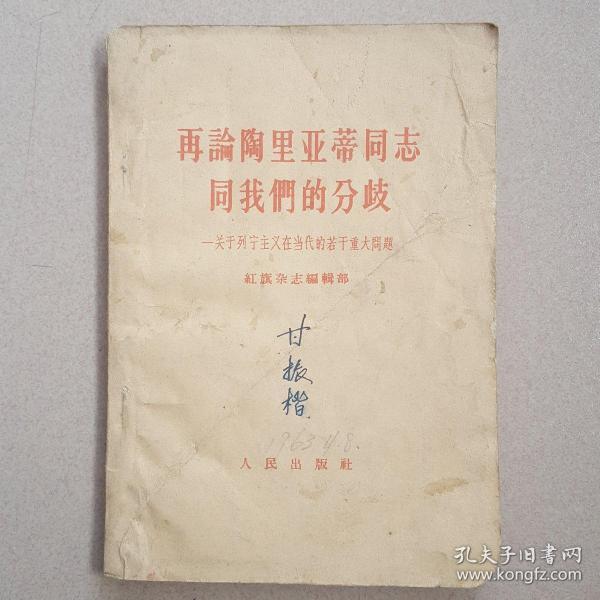 再論陶里亚蒂同志
同我們的分歧
—关于列宁主义在当代的若干重大問題
紅旗杂志編輯部
甘振楷
1963 4.8.
人民出版社
孔夫子旧书网
www.kongfz.com